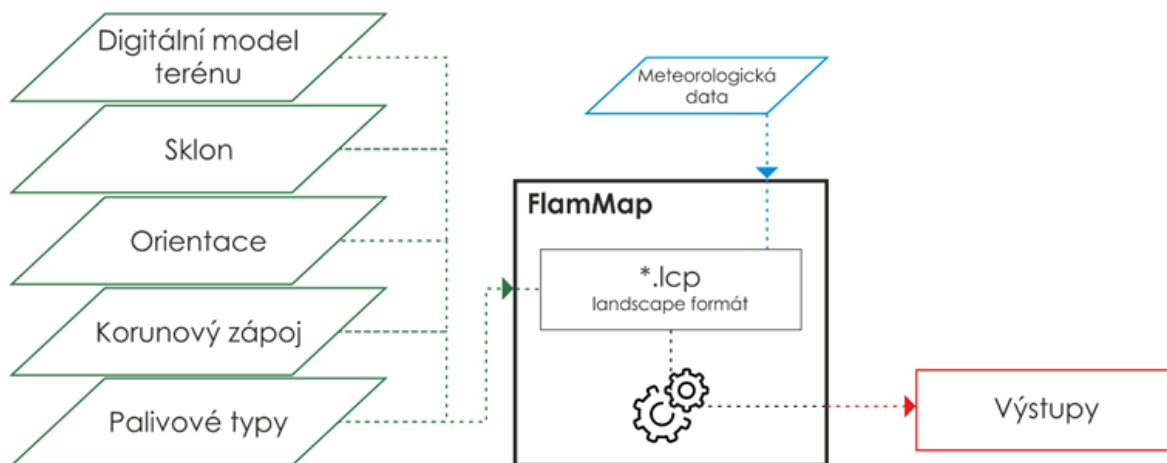 Digitální model
terénu
Sklon
Orientace
Korunový zápoj
Palivové typy
Meteorologická
data
FlamMap
*.lcp
landscape formát
Výstupy